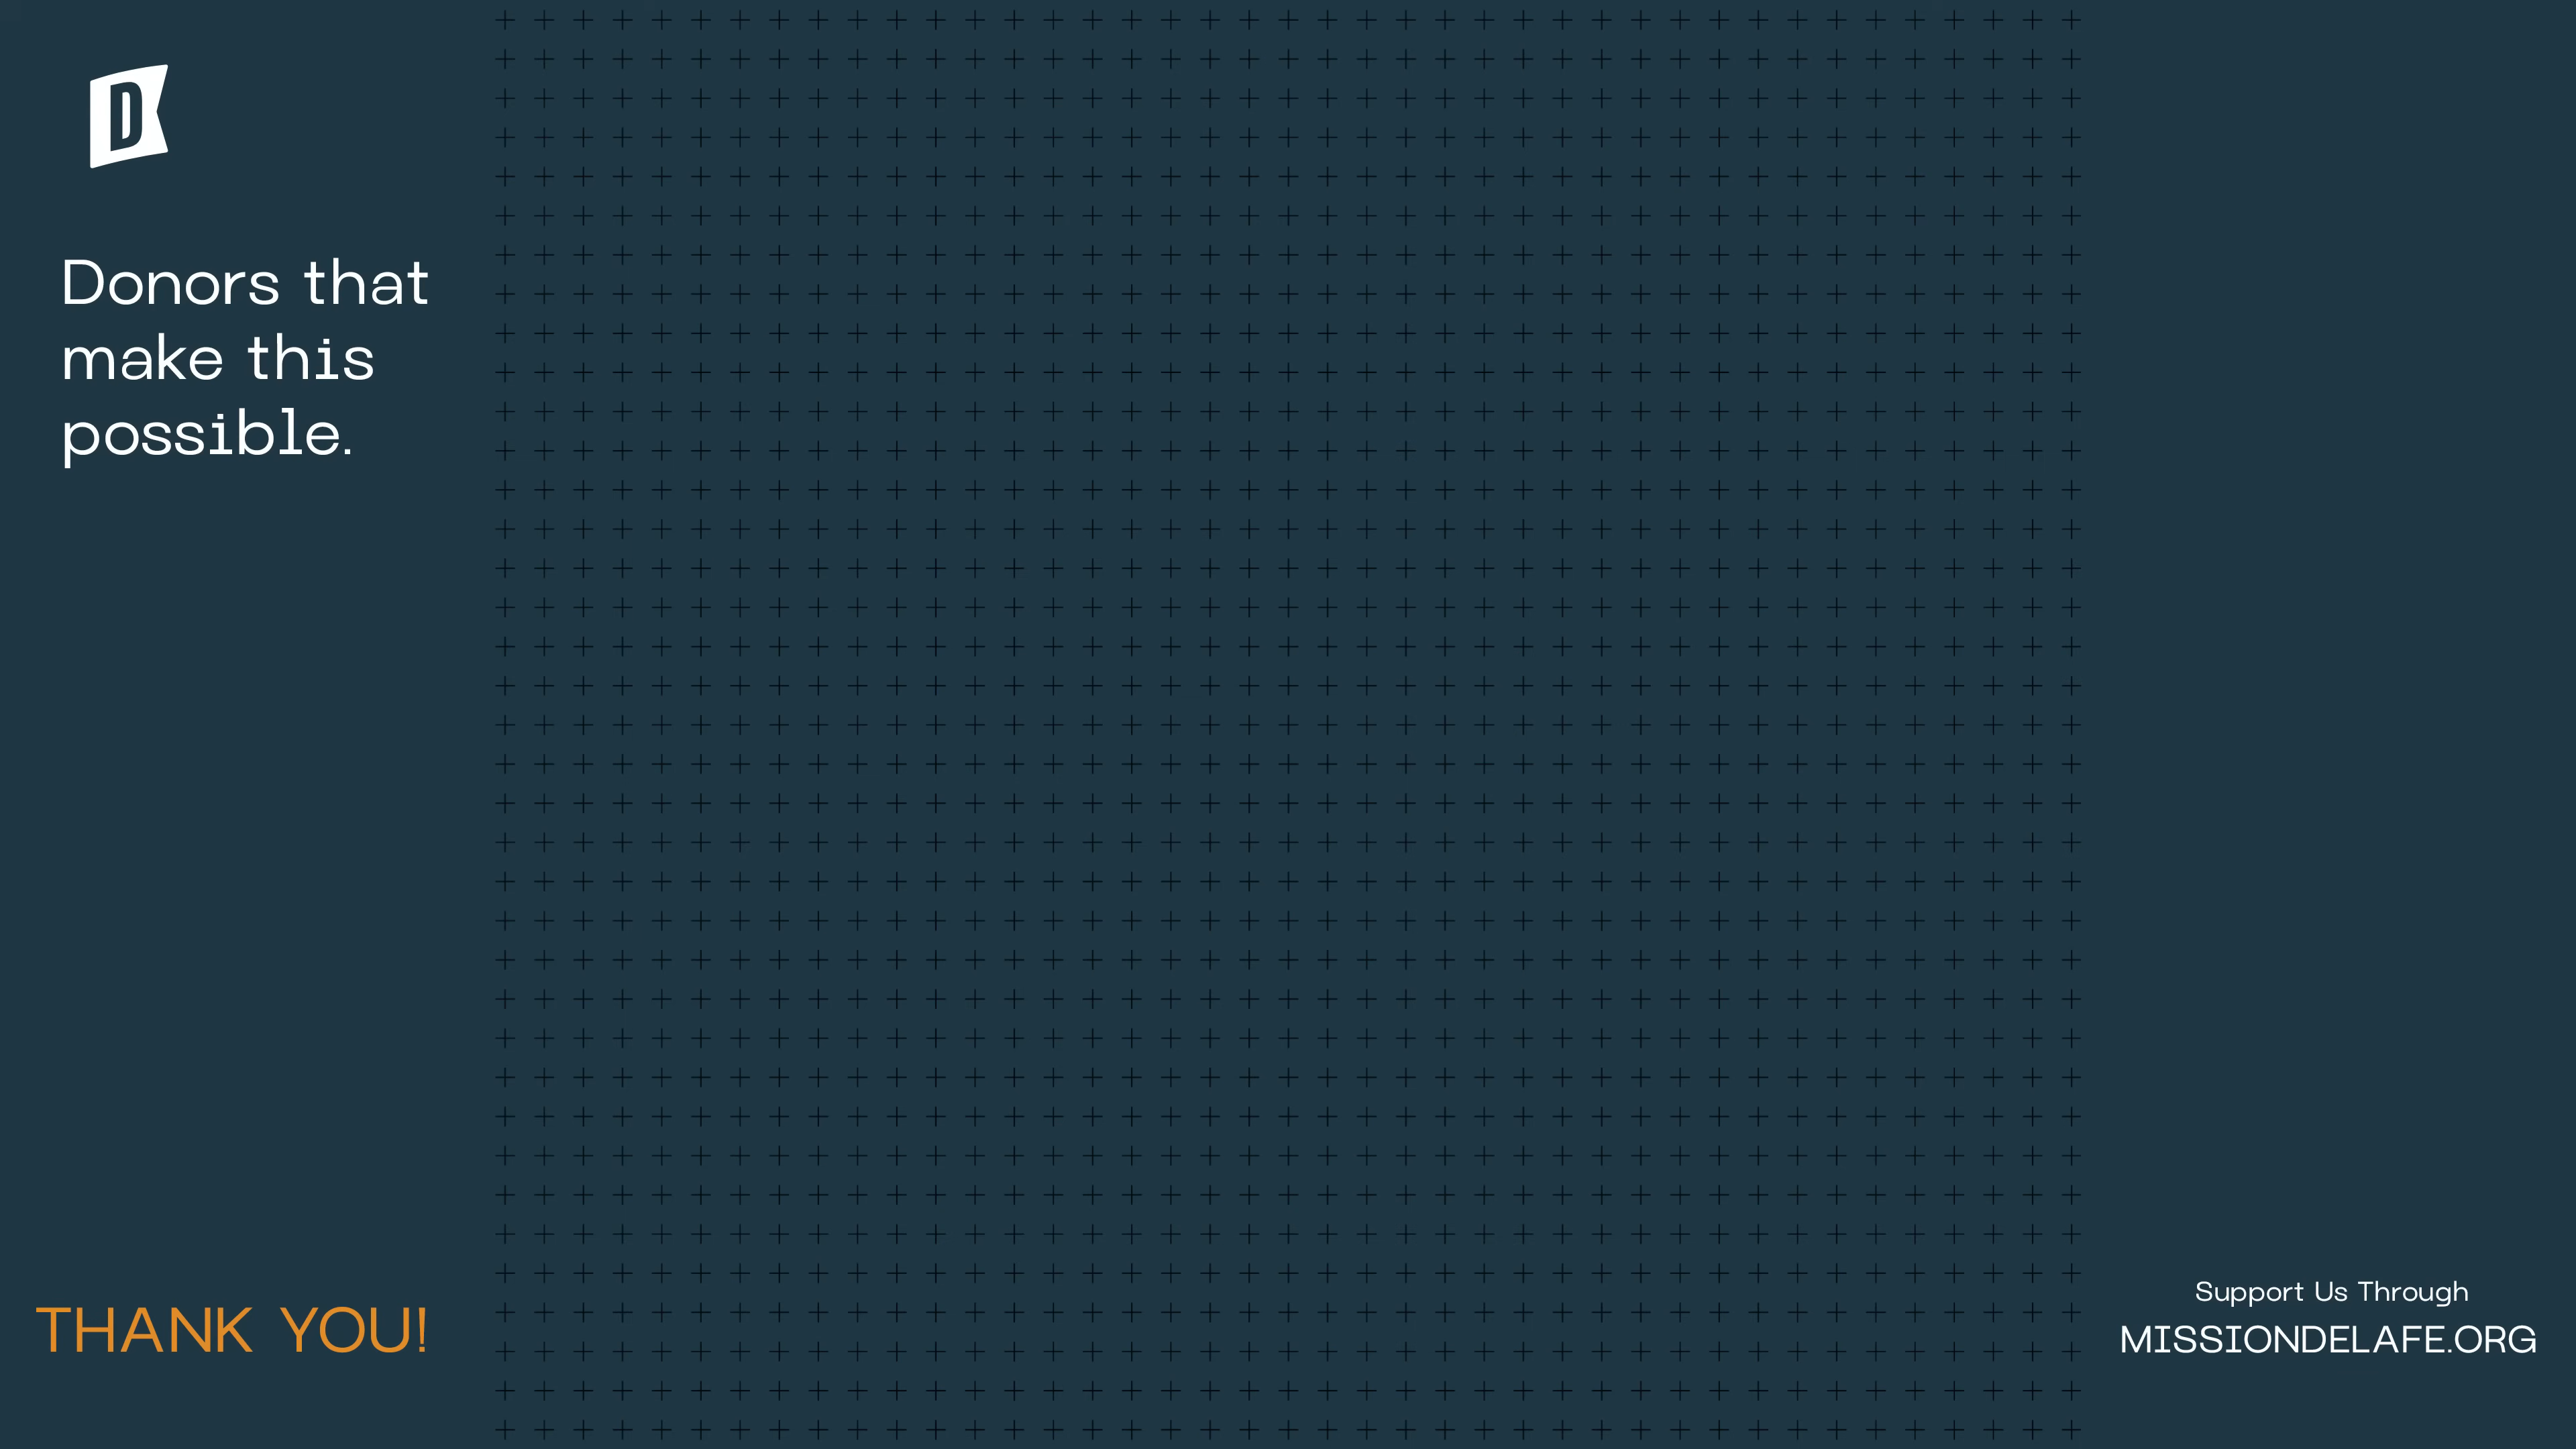 D
Donors that
make this
possible.
THANK YOU!
Support Us Through
MISSIONDELAFE.ORG